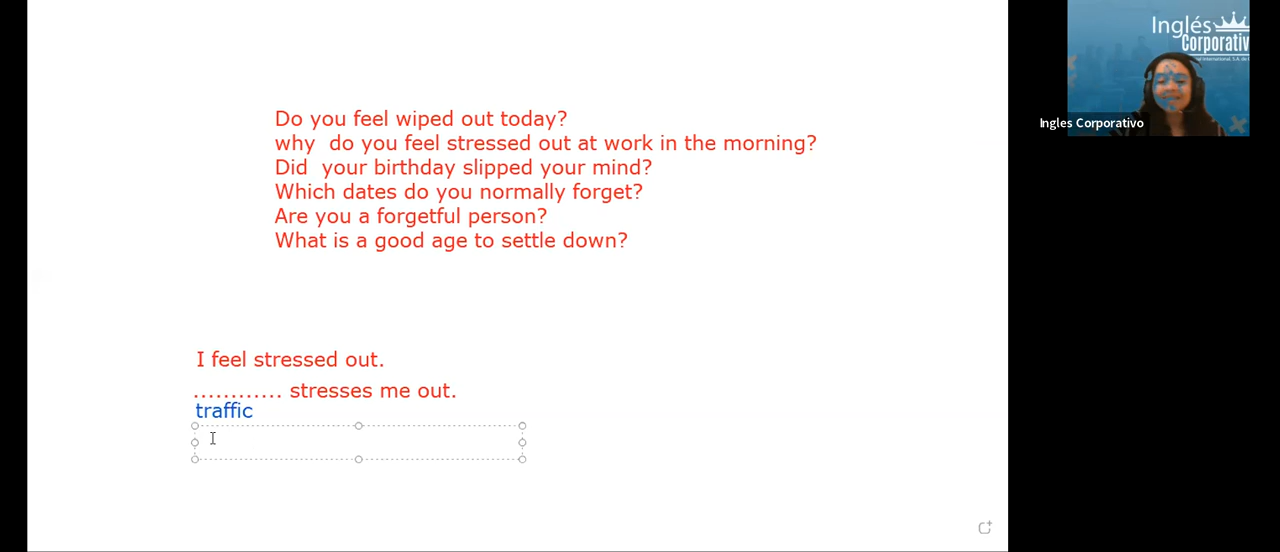 Do you feel wiped out today?
why  do you feel stressed out at work in the morning?
Did  your birthday slipped your mind?
Which dates do you normally forget?
Are you a forgetful person?
What is a good age to settle down?
I feel stressed out.
............ stresses me out.
traffic
Inglés
Corporativ
Ingles Corporativo